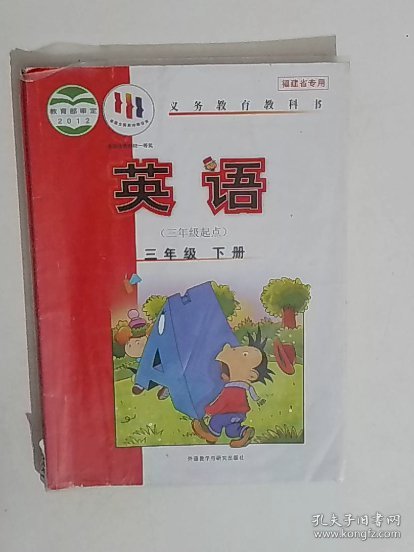 福建省专用
教育部审定
2012
义务教育教科书
英语
（三年级起点）
三年级 下册
A
外语教学与研究出版社
孔夫子旧书网
www.kongfz.com